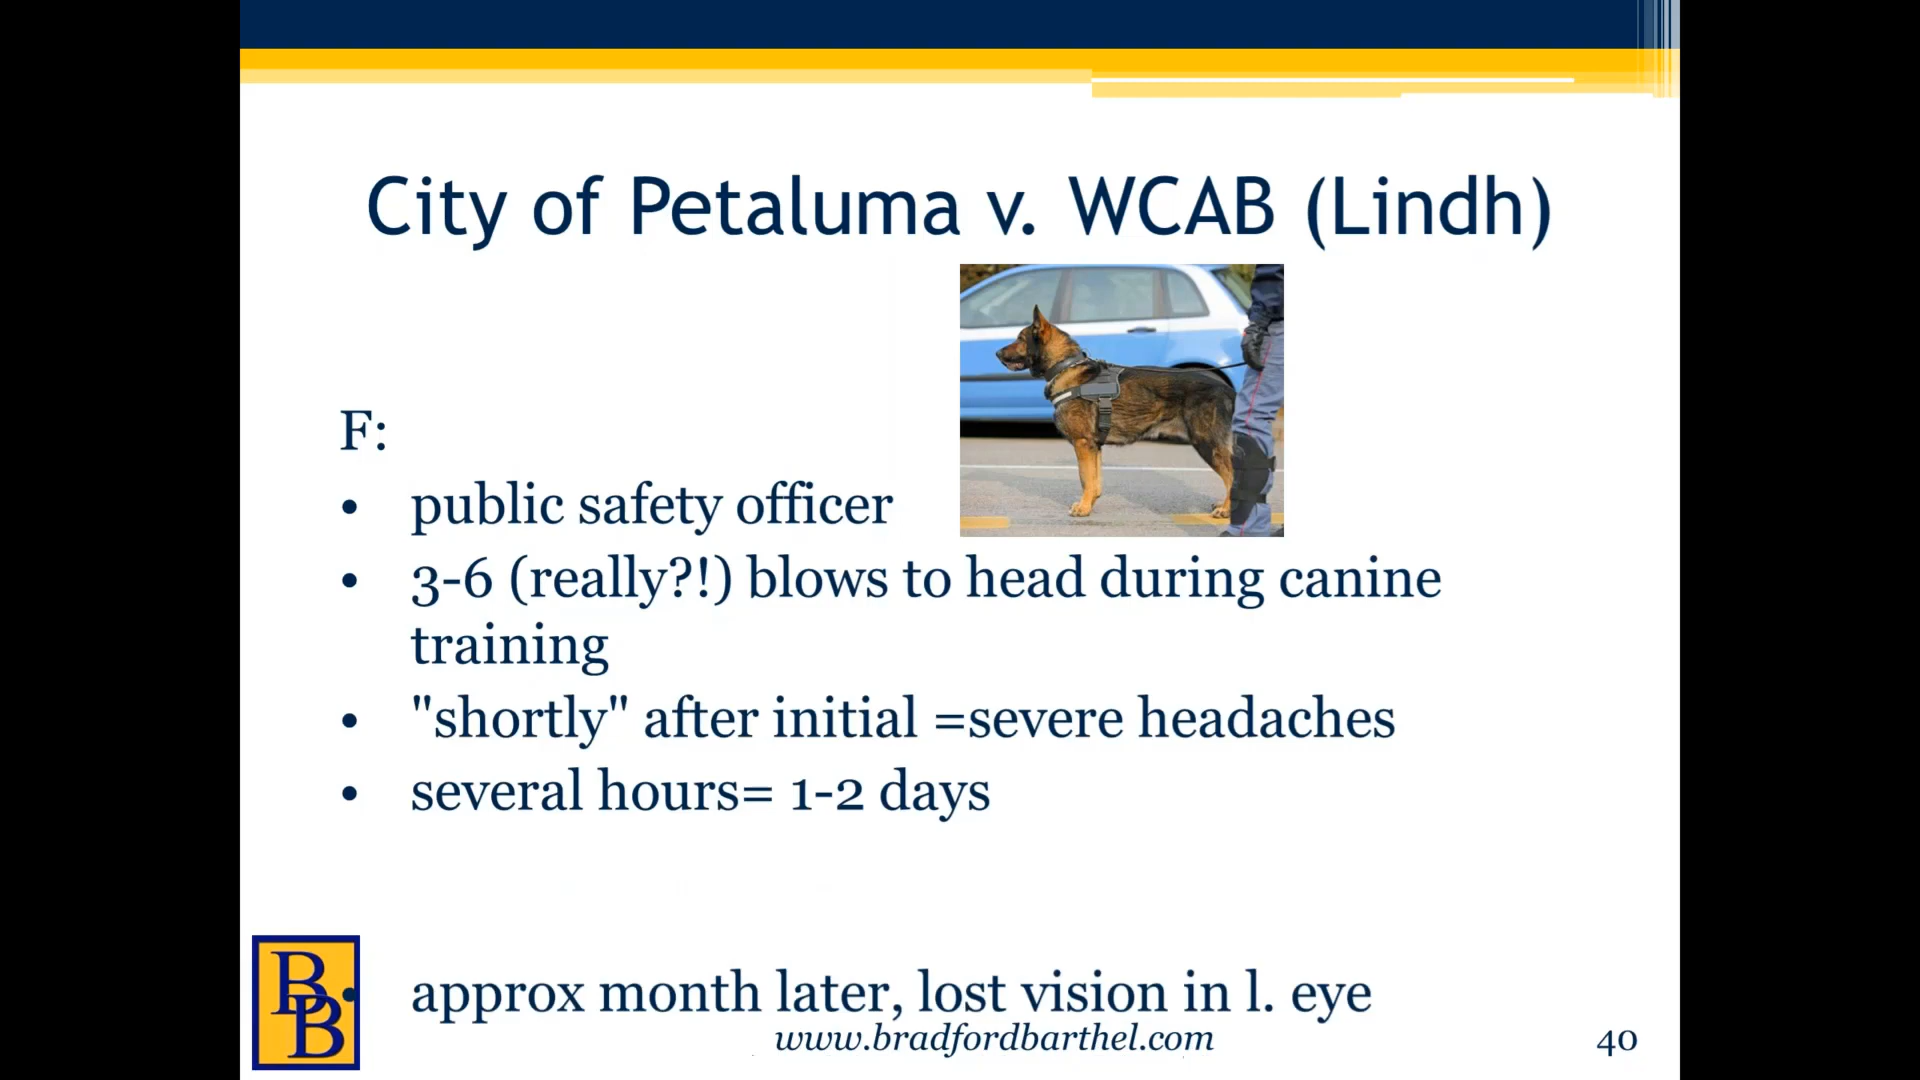 City of Petaluma v. WCAB (Lindh)
F:
• public safety officer
• 3-6 (really?!) blows to head during canine
training
• "shortly" after initial =severe headaches
• several hours= 1-2 days
• approx month later, lost vision in l. eye
BB
www.bradfordbarthel.com
40